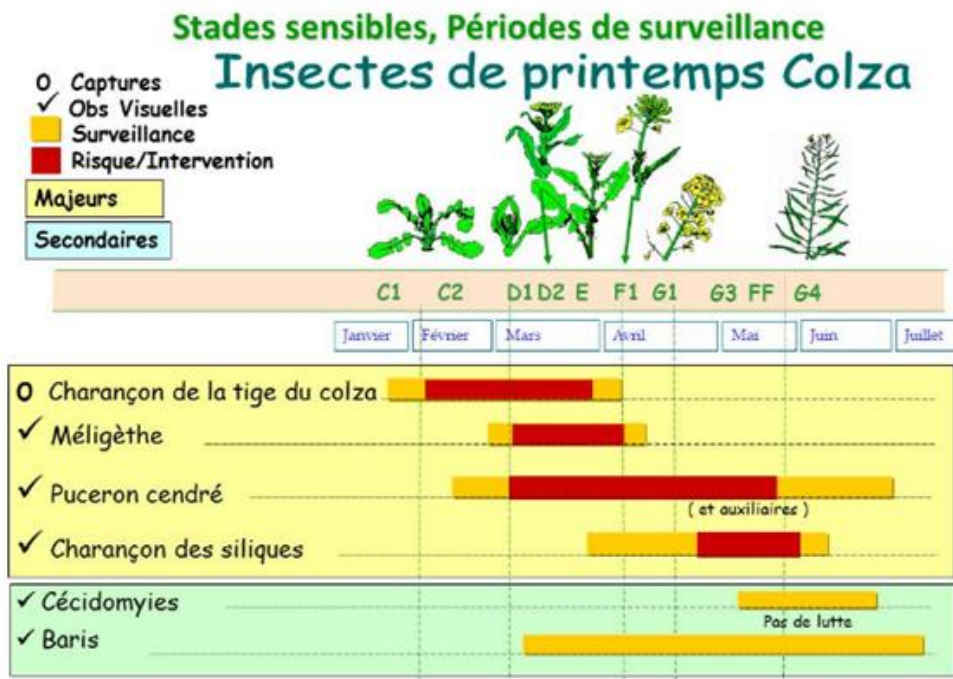 Stades sensibles, Périodes de surveillance
Insectes de printemps Colza
O Captures
✓ Obs Visuelles
Surveillance
Risque/Intervention
Majeurs
Secondaires
C1 C2 D1 D2 E F1 G1 G3 FF G4
Janvier Février Mars Avril Mai Juin Juillet
O Charançon de la tige du colza
✓ Méligèthe
✓ Puceron cendré
( et auxiliaires )
✓ Charançon des siliques
✓ Cécidomyies
Pas de lutte
✓ Baris